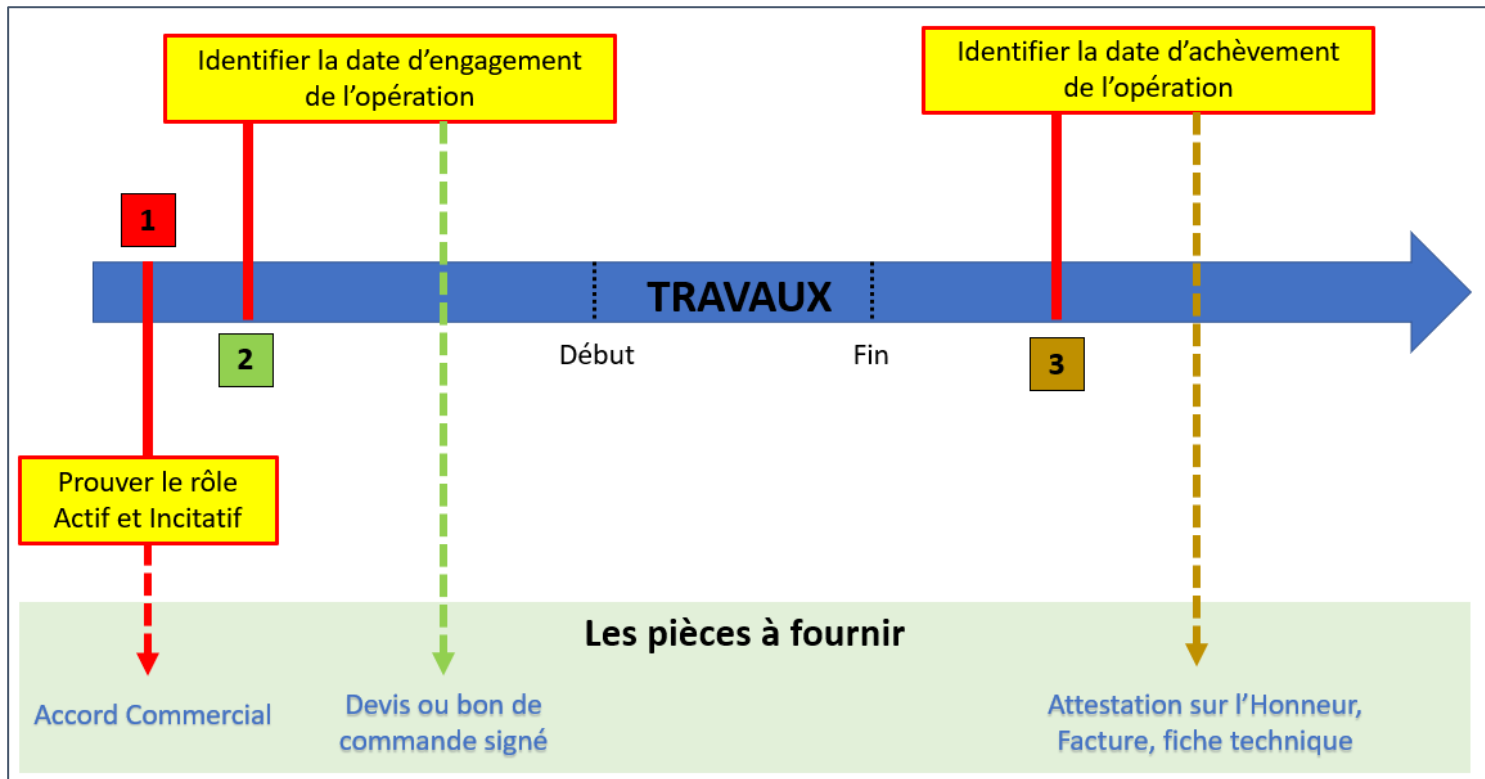 Identifier la date d’engagement
de l’opération
Identifier la date d’achèvement
de l’opération
1
TRAVAUX
2
Début
Fin
3
Prouver le rôle
Actif et Incitatif
Les pièces à fournir
Accord Commercial
Devis ou bon de
commande signé
Attestation sur l’Honneur,
Facture, fiche technique